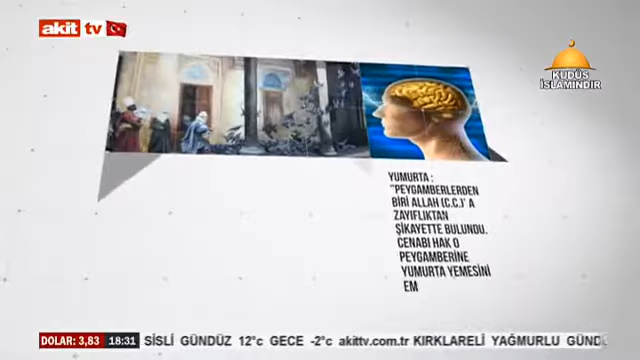 akit tv
KUDÜS
İSLAMINDIR
YUMURTA :
"PEYGAMBERLERDEN
BİRİ ALLAH (C.C.)' A
ZAYIFLIKTAN
ŞİKAYETTE BULUNDU.
CENABI HAK O
PEYGAMBERİNE
YUMURTA YEMESİNİ
EM
DOLAR: 3,83 18:31 SİSLİ GÜNDÜZ 12°c GECE -2°c akittv.com.tr KIRKLARELİ YAĞMURLU GÜND